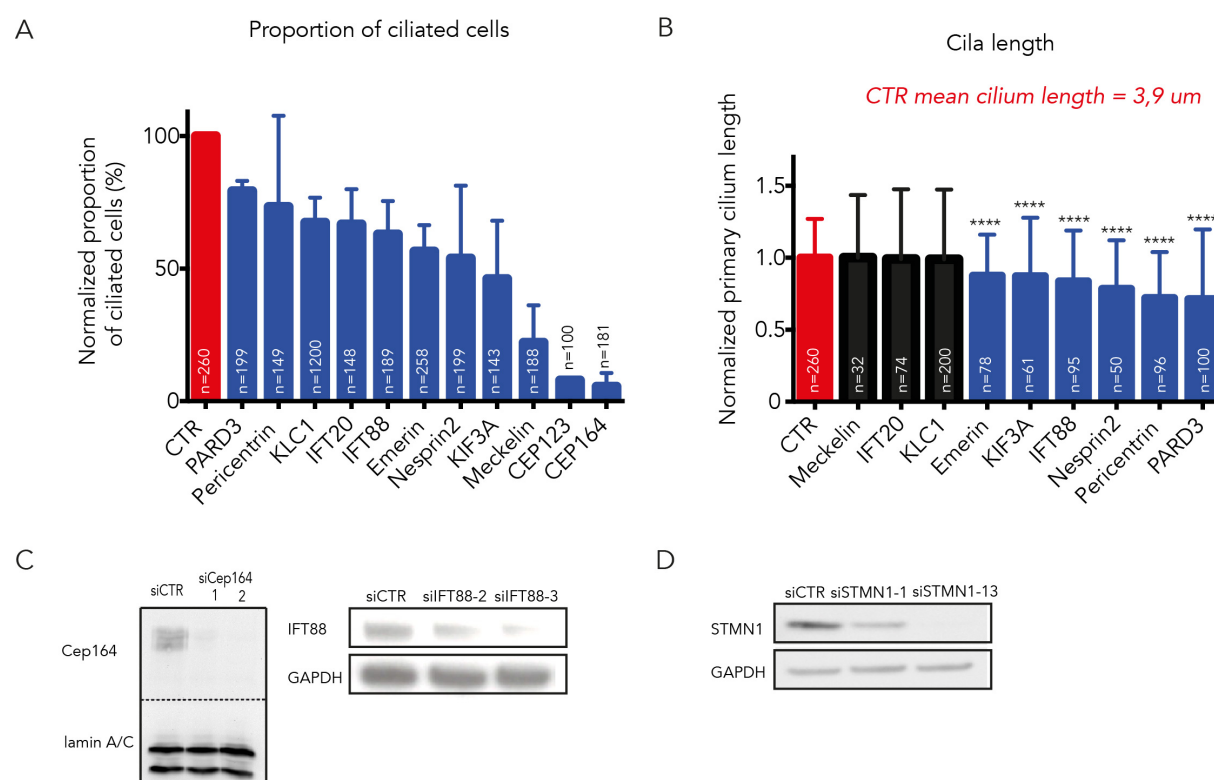 A
Proportion of ciliated cells
Normalized proportion
of ciliated cells (%)
100
50
0
n=260
n=199
n=149
n=1200
n=148
n=189
n=258
n=199
n=143
n=188
n=100
n=181
CTR
PARD3
Pericentrin
KLC1
IFT20
IFT88
Emerin
Nesprin2
KIF3A
Meckelin
CEP123
CEP164
B
Cila length
CTR mean cilium length = 3,9 um
Normalized primary cilium length
1.5
1.0
0.5
0
****
****
****
****
****
****
n=260
n=32
n=74
n=200
n=78
n=61
n=95
n=50
n=96
n=100
CTR
Meckelin
IFT20
KLC1
Emerin
KIF3A
IFT88
Nesprin2
Pericentrin
PARD3
C
siCTR
siCep164
1 2
Cep164
lamin A/C
siCTR siIFT88-2 siIFT88-3
IFT88
GAPDH
D
siCTR siSTMN1-1 siSTMN1-13
STMN1
GAPDH